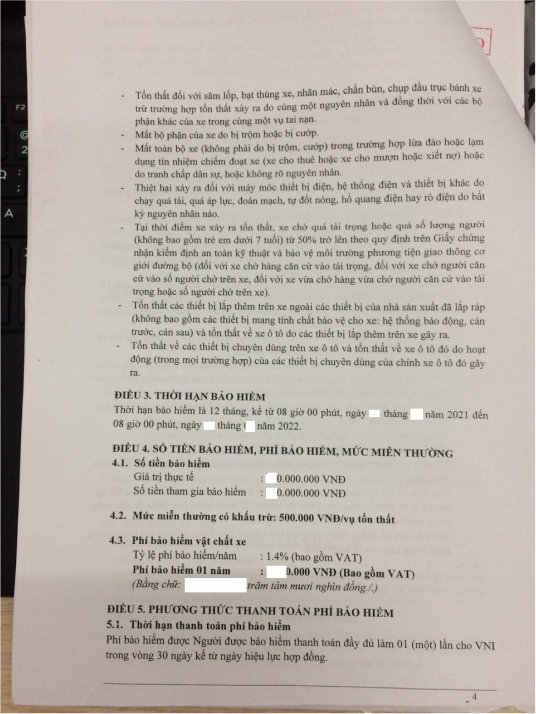 - Tổn thất đối với săm lốp, bạt thùng xe, nhãn mác, chắn bùn, chụp đầu trục bánh xe
trừ trường hợp tổn thất xảy ra do cùng một nguyên nhân và đồng thời với các bộ
phận khác của xe trong cùng một vụ tai nạn.
- Mất bộ phận của xe do bị trộm hoặc bị cướp.
- Mất toàn bộ xe (không phải do bị trộm, cướp) trong trường hợp lừa đảo hoặc lạm
dụng tín nhiệm chiếm đoạt xe (xe cho thuê hoặc xe cho mượn hoặc xiết nợ) hoặc
do tranh chấp dân sự, hoặc không rõ nguyên nhân.
- Thiệt hại xảy ra đối với máy móc thiết bị điện, hệ thống điện và thiết bị khác do
chạy quá tải, quá áp lực, đoản mạch, tự đốt nóng, hồ quang điện hay rò điện do bất
kỳ nguyên nhân nào.
- Tại thời điểm xe xảy ra tổn thất, xe chở quá tải trọng hoặc quá số lượng người
(không bao gồm trẻ em dưới 7 tuổi) từ 50% trở lên theo quy định trên Giấy chứng
nhận kiểm định an toàn kỹ thuật và bảo vệ môi trường phương tiện giao thông cơ
giới đường bộ (đối với xe chở hàng căn cứ vào tải trọng, đối với xe chở người căn
cứ vào số người chở trên xe, đối với xe vừa chở hàng vừa chở người căn cứ vào tải
trọng hoặc số người chở trên xe).
- Tổn thất các thiết bị lắp thêm trên xe ngoài các thiết bị của nhà sản xuất đã lắp ráp
(không bao gồm các thiết bị mang tính chất bảo vệ cho xe: hệ thống báo động, cản
trước, cản sau) và tổn thất về xe ô tô do các thiết bị lắp thêm trên xe gây ra.
- Tổn thất về các thiết bị chuyên dùng trên xe ô tô và tổn thất về xe ô tô đó do hoạt
động (trong mọi trường hợp) của các thiết bị chuyên dùng của chính xe ô tô đó gây
ra.
ĐIỀU 3. THỜI HẠN BẢO HIỂM
Thời hạn bảo hiểm là 12 tháng, kể từ 08 giờ 00 phút, ngày tháng năm 2021 đến
08 giờ 00 phút, ngày tháng năm 2022.
ĐIỀU 4. SỐ TIỀN BẢO HIỂM, PHÍ BẢO HIỂM, MỨC MIỄN THƯỜNG
4.1. Số tiền bảo hiểm
Giá trị thực tế : 0.000.000 VNĐ
Số tiền tham gia bảo hiểm : 0.000.000 VNĐ
4.2. Mức miễn thường có khấu trừ: 500.000 VNĐ/vụ tổn thất
4.3. Phí bảo hiểm vật chất xe
Tỷ lệ phí bảo hiểm/năm : 1.4% (bao gồm VAT)
Phí bảo hiểm 01 năm : 0.000 VNĐ (Bao gồm VAT)
(Bằng chữ: trăm tám mươi nghìn đồng./.)
ĐIỀU 5. PHƯƠNG THỨC THANH TOÁN PHÍ BẢO HIỂM
5.1. Thời hạn thanh toán phí bảo hiểm
Phí bảo hiểm được Người được bảo hiểm thanh toán đầy đủ làm 01 (một) lần cho VNI
trong vòng 30 ngày kể từ ngày hiệu lực hợp đồng.
4
F2
@
2
Q
A